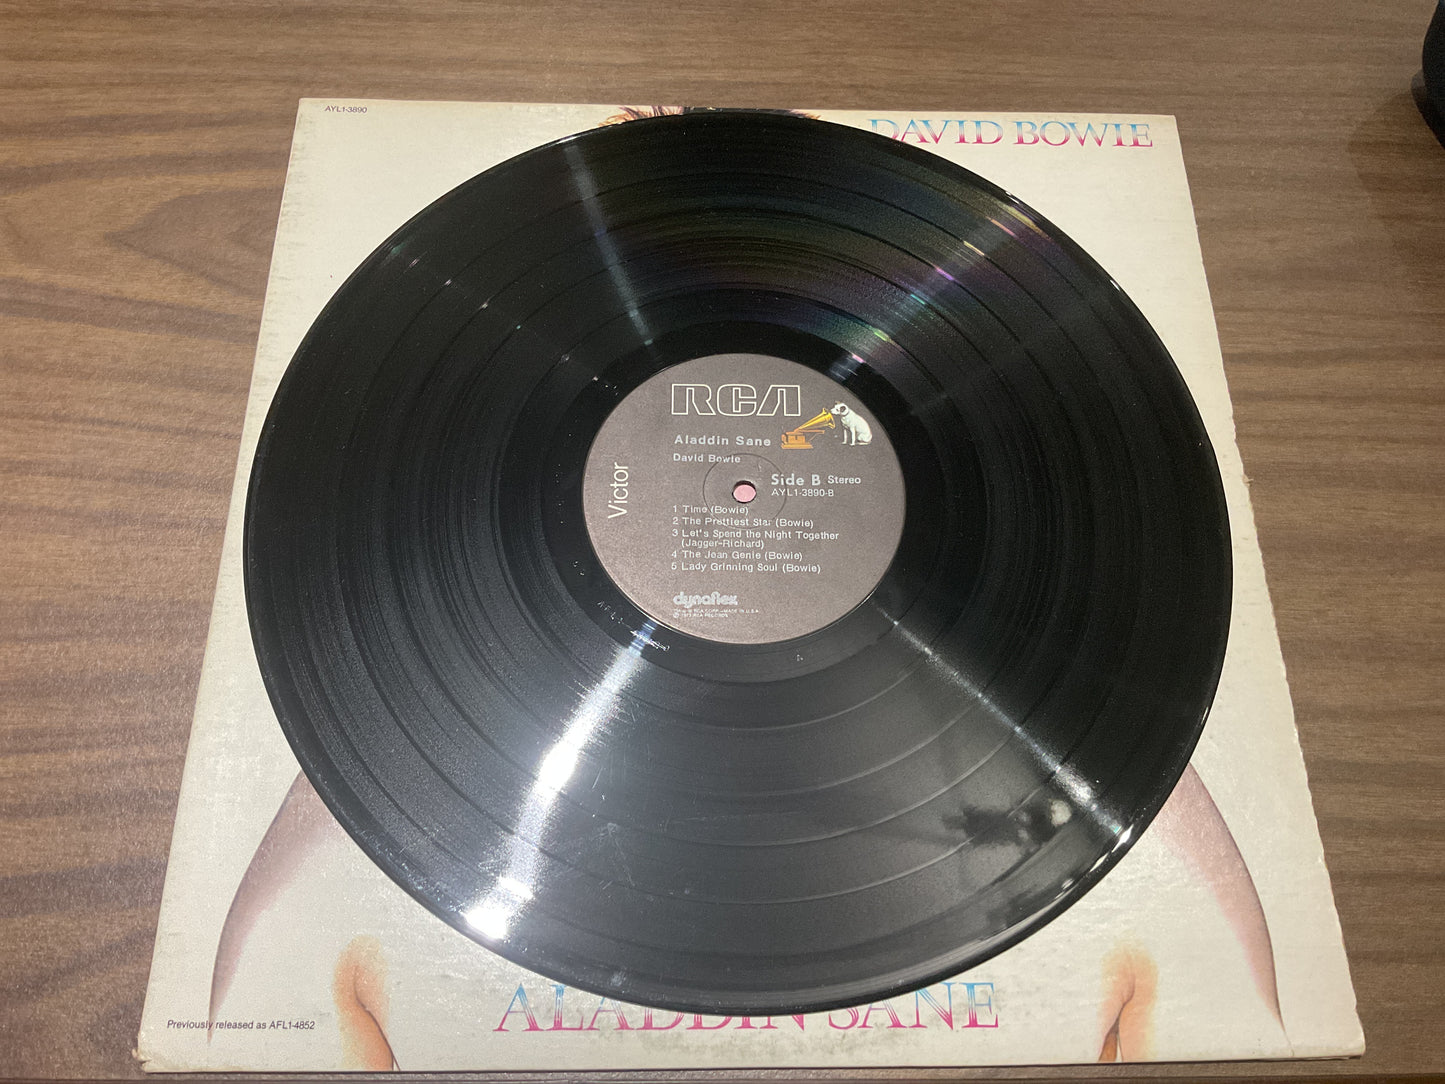 AYL1-3890
DAVID BOWIE
RCA
Aladdin Sane
David Bowie
Victor
Side B Stereo
AYL1-3890-B
1 Time (Bowie)
2 The Prettiest Star (Bowie)
3 Let's Spend the Night Together
(Jagger-Richard)
4 The Jean Genie (Bowie)
5 Lady Grinning Soul (Bowie)
dynaflex
ALADDIN SANE
Previously released as AFL1-4852